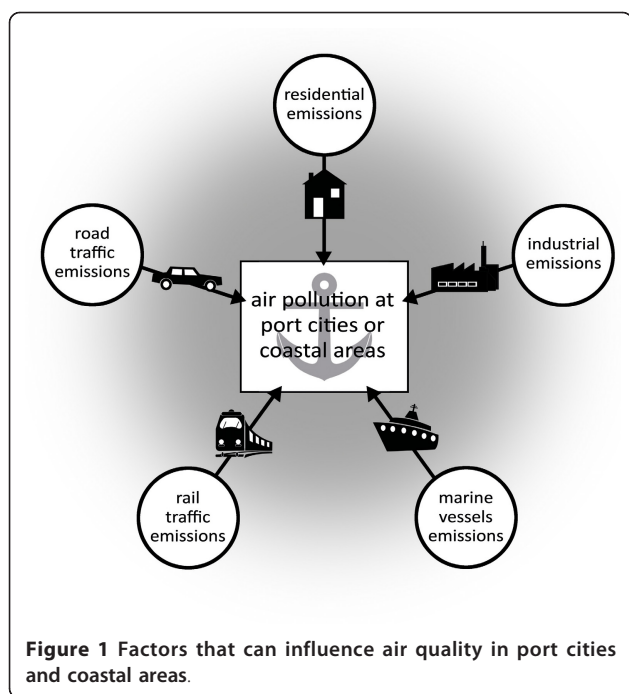 residential
emissions
road
traffic
emissions
industrial
emissions
air pollution at
port cities or
coastal areas
rail
traffic
emissions
marine
vessels
emissions
Figure 1 Factors that can influence air quality in port cities
and coastal areas.